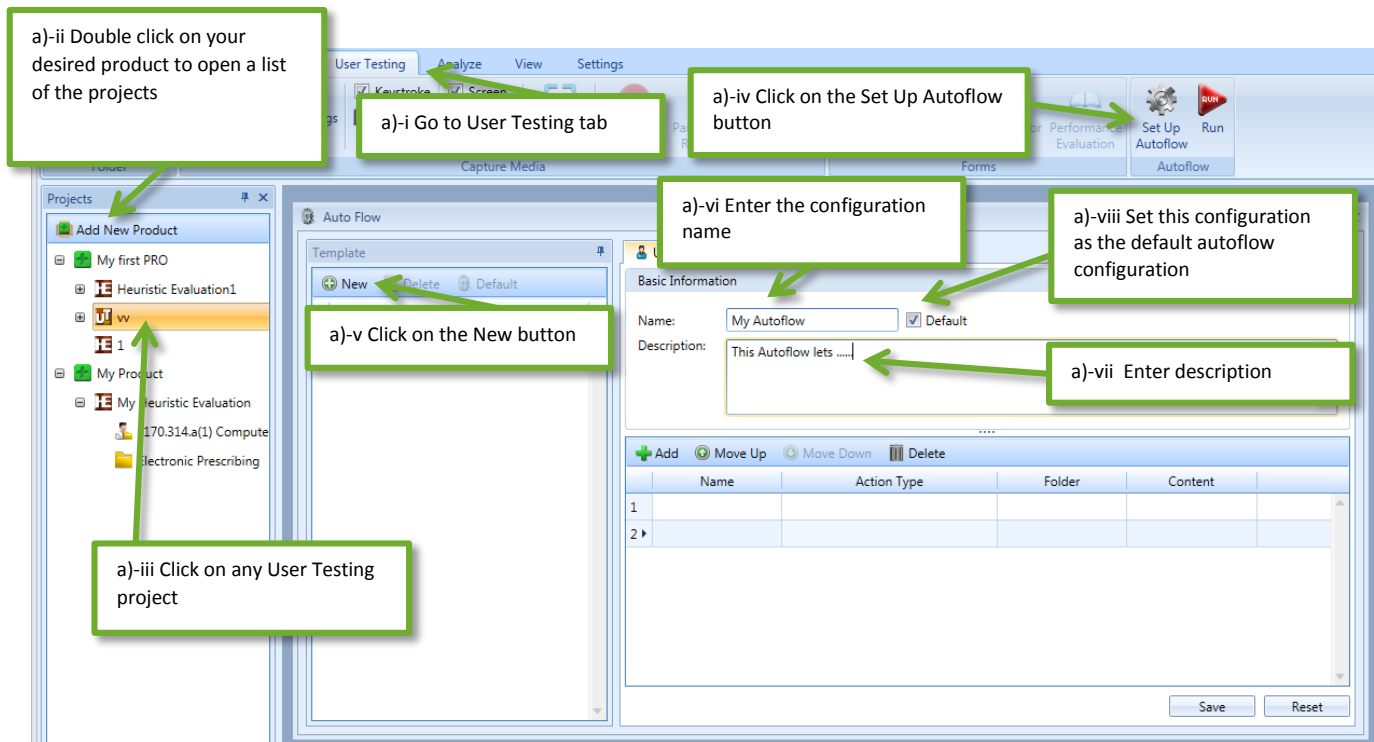 a)-ii Double click on your
desired product to open a list
of the projects
User Testing Analyze View Settings
Keystroke Screen
a)-i Go to User Testing tab
a)-iv Click on the Set Up Autoflow
button
Performance
Evaluation
Set Up
Autoflow
RUN
Run
Folder
Capture Media
Forms
Autoflow
Projects
Add New Product
My first PRO
HE Heuristic Evaluation1
UT vv
HE 1
My Product
HE My Heuristic Evaluation
170.314.a(1) Compute
Electronic Prescribing
a)-iii Click on any User Testing
project
Auto Flow
Template
New Delete Default
a)-v Click on the New button
a)-vi Enter the configuration
name
a)-viii Set this configuration
as the default autoflow
configuration
Basic Information
Name: My Autoflow Default
Description: This Autoflow lets .....
a)-vii Enter description
Add Move Up Move Down Delete
Name Action Type Folder Content
1
2
Save Reset